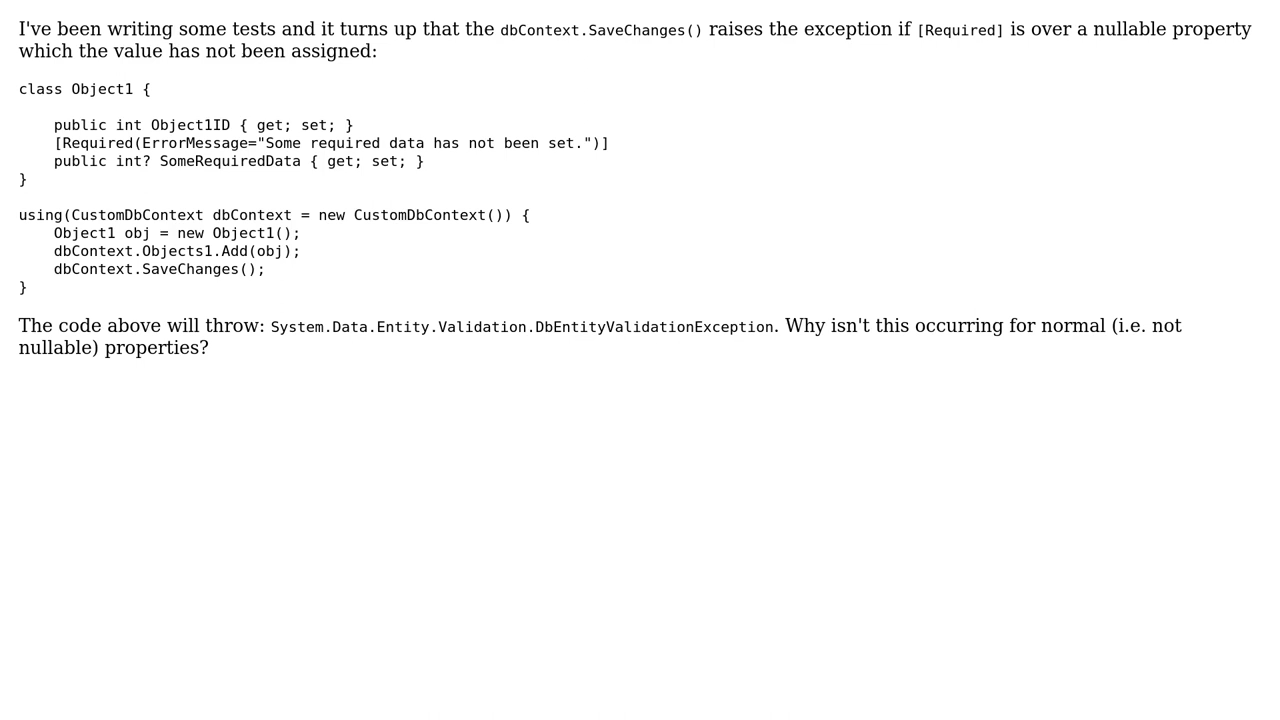 I've been writing some tests and it turns up that the dbContext.SaveChanges() raises the exception if [Required] is over a nullable property
which the value has not been assigned:
class Object1 {
    public int Object1ID { get; set; }
    [Required(ErrorMessage="Some required data has not been set.")]
    public int? SomeRequiredData { get; set; }
}
using(CustomDbContext dbContext = new CustomDbContext()) {
    Object1 obj = new Object1();
    dbContext.Objects1.Add(obj);
    dbContext.SaveChanges();
}
The code above will throw: System.Data.Entity.Validation.DbEntityValidationException. Why isn't this occurring for normal (i.e. not
nullable) properties?